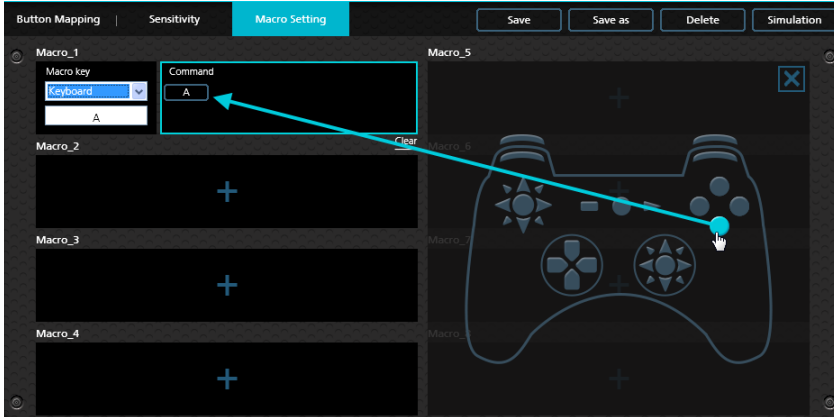 Button Mapping | Sensitivity Macro Setting Save Save as Delete Simulation
Macro_1
Macro key
Keyboard
A
Command
A
Clear
Macro_2
Macro_3
Macro_4
Macro_5
Macro_6
Macro_7